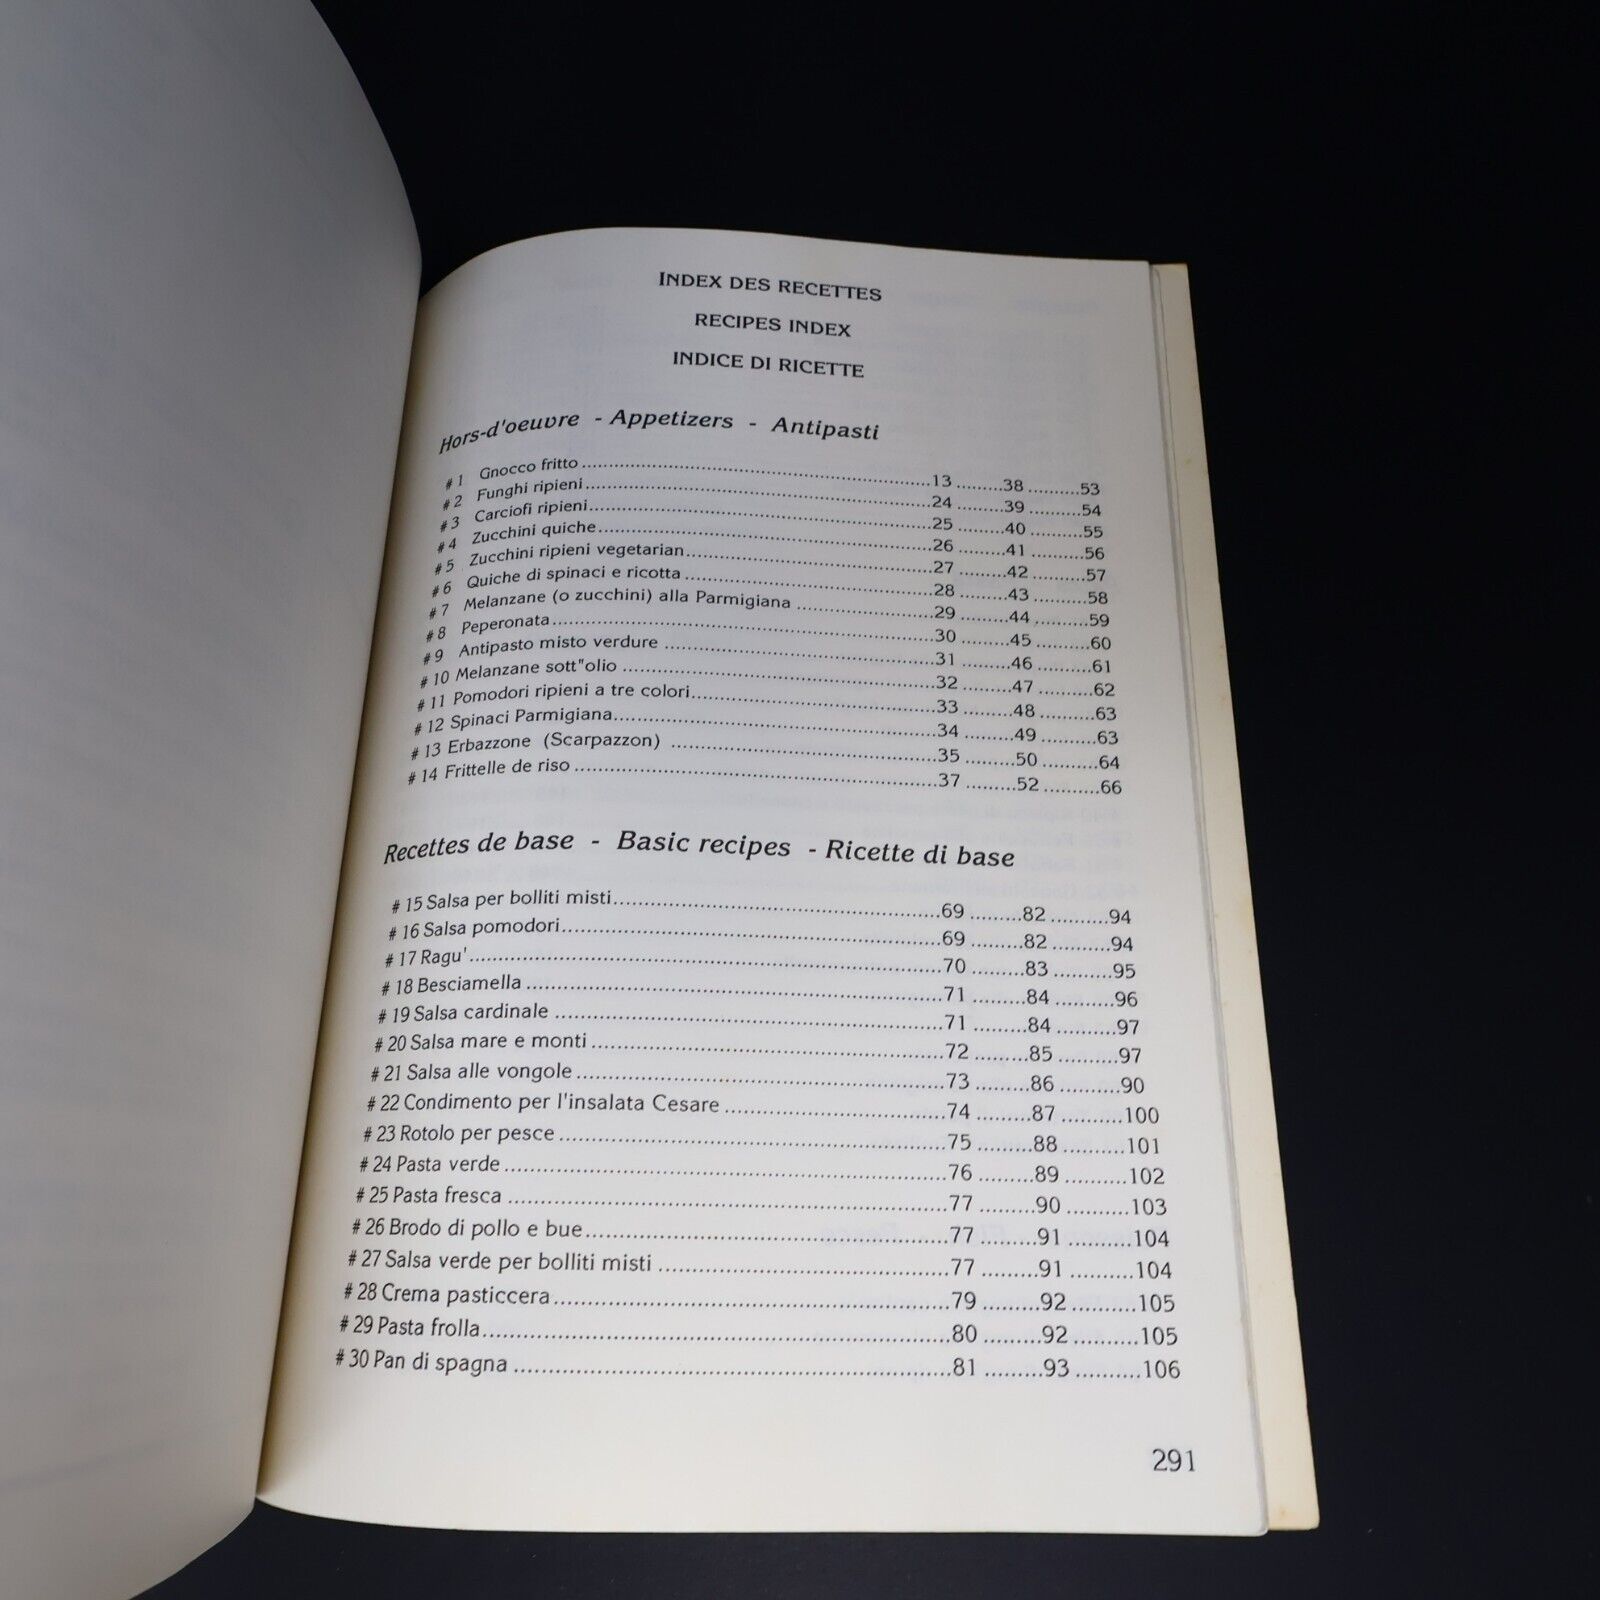 INDEX DES RECETTES
RECIPES INDEX
INDICE DI RICETTE
Hors-d'oeuvre - Appetizers - Antipasti
# 1 Gnocco fritto ..........13 .........38 ..........53
# 2 Funghi ripieni ..........24 .........39 ..........54
# 3 Carciofi ripieni ..........25 .........40 ..........55
# 4 Zucchini quiche ..........26 .........41 ..........56
# 5 Zucchini ripieni vegetarian ..........27 .........42 ..........57
# 6 Quiche di spinaci e ricotta ..........28 .........43 ..........58
# 7 Melanzane (o zucchini) alla Parmigiana ..........29 .........44 ..........59
# 8 Peperonata ..........30 .........45 ..........60
# 9 Antipasto misto verdure ..........31 .........46 ..........61
# 10 Melanzane sott"olio ..........32 .........47 ..........62
# 11 Pomodori ripieni a tre colori ..........33 .........48 ..........63
# 12 Spinaci Parmigiana ..........34 .........49 ..........63
# 13 Erbazzone (Scarpazzon) ..........35 .........50 ..........64
# 14 Frittelle de riso ..........37 .........52 ..........66
Recettes de base - Basic recipes - Ricette di base
# 15 Salsa per bolliti misti ..........69 .........82 ..........94
# 16 Salsa pomodori ..........69 .........82 ..........94
# 17 Ragu' ..........70 .........83 ..........95
# 18 Besciamella ..........71 .........84 ..........96
# 19 Salsa cardinale ..........71 .........84 ..........97
# 20 Salsa mare e monti ..........72 .........85 ..........97
# 21 Salsa alle vongole ..........73 .........86 ..........90
# 22 Condimento per l'insalata Cesare ..........74 .........87 ..........100
# 23 Rotolo per pesce ..........75 .........88 ..........101
# 24 Pasta verde ..........76 .........89 ..........102
# 25 Pasta fresca ..........77 .........90 ..........103
# 26 Brodo di pollo e bue ..........77 .........91 ..........104
# 27 Salsa verde per bolliti misti ..........77 .........91 ..........104
# 28 Crema pasticcera ..........79 .........92 ..........105
# 29 Pasta frolla ..........80 .........92 ..........105
# 30 Pan di spagna ..........81 .........93 ..........106
291